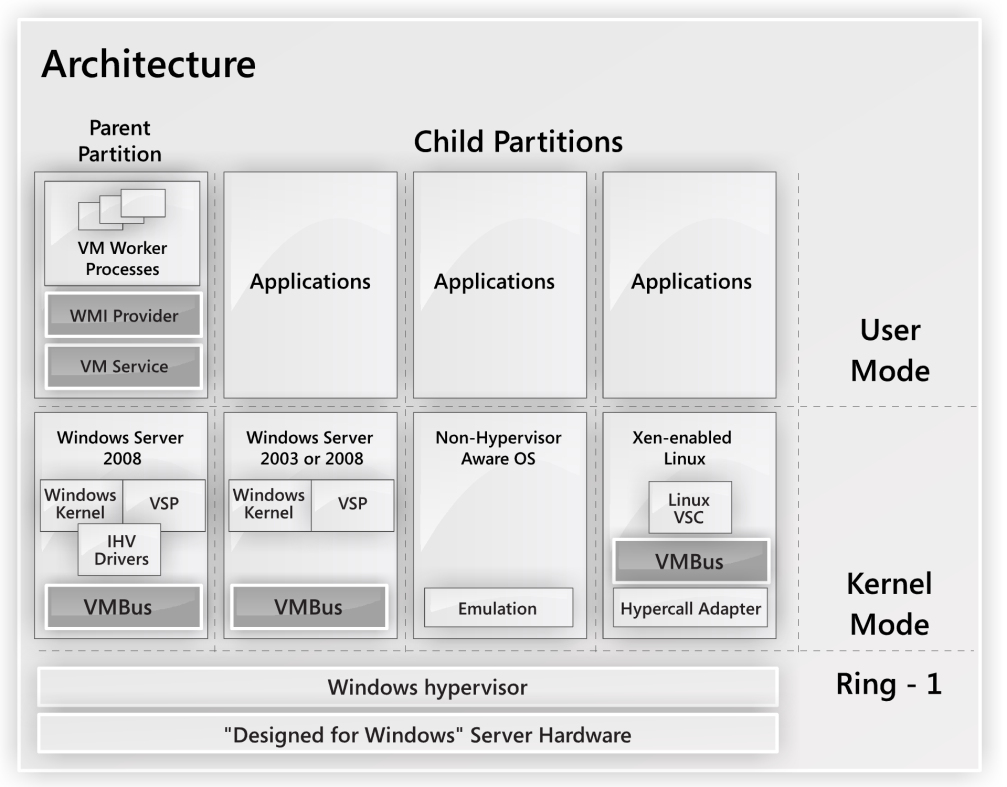 Architecture
Parent
Partition
Child Partitions
VM Worker
Processes
WMI Provider
VM Service
Applications
Applications
Applications
User
Mode
Windows Server
2008
Windows
Kernel
VSP
IHV
Drivers
VMBus
Windows Server
2003 or 2008
Windows
Kernel
VSP
VMBus
Non-Hypervisor
Aware OS
Emulation
Xen-enabled
Linux
Linux
VSC
VMBus
Hypercall Adapter
Kernel
Mode
Windows hypervisor
Ring - 1
"Designed for Windows" Server Hardware